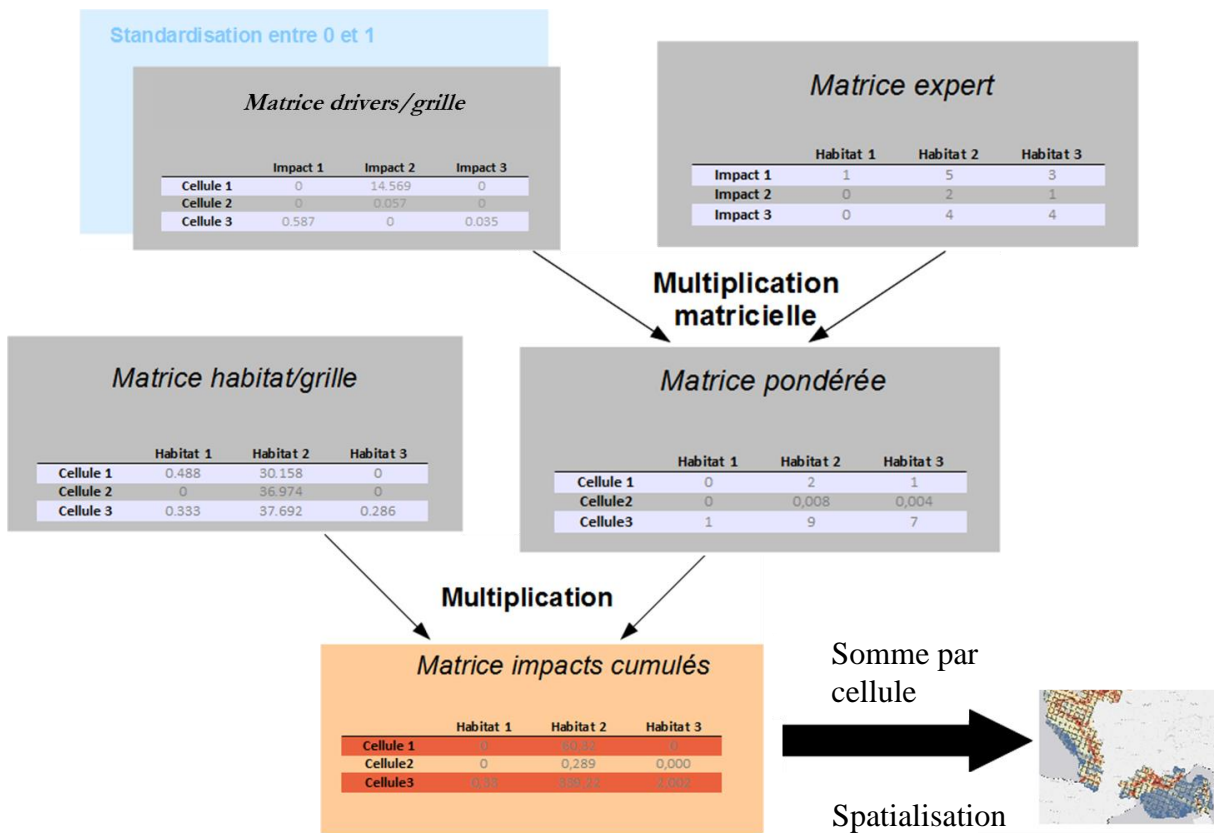 Standardisation entre 0 et 1
Matrice drivers/grille
Impact 1 Impact 2 Impact 3
Cellule 1 0 14.569 0
Cellule 2 0 0.057 0
Cellule 3 0.587 0 0.035
Matrice expert
Habitat 1 Habitat 2 Habitat 3
Impact 1 1 5 3
Impact 2 0 2 1
Impact 3 0 4 4
Multiplication
matricielle
Matrice habitat/grille
Habitat 1 Habitat 2 Habitat 3
Cellule 1 0.488 30.158 0
Cellule 2 0 36.974 0
Cellule 3 0.333 37.692 0.286
Matrice pondérée
Habitat 1 Habitat 2 Habitat 3
Cellule 1 0 2 1
Cellule2 0 0,008 0,004
Cellule3 1 9 7
Multiplication
Matrice impacts cumulés
Habitat 1 Habitat 2 Habitat 3
Cellule 1 0 60,32 0
Cellule2 0 0,289 0,000
Cellule3 0,33 339,22 2,002
Somme par
cellule
Spatialisation